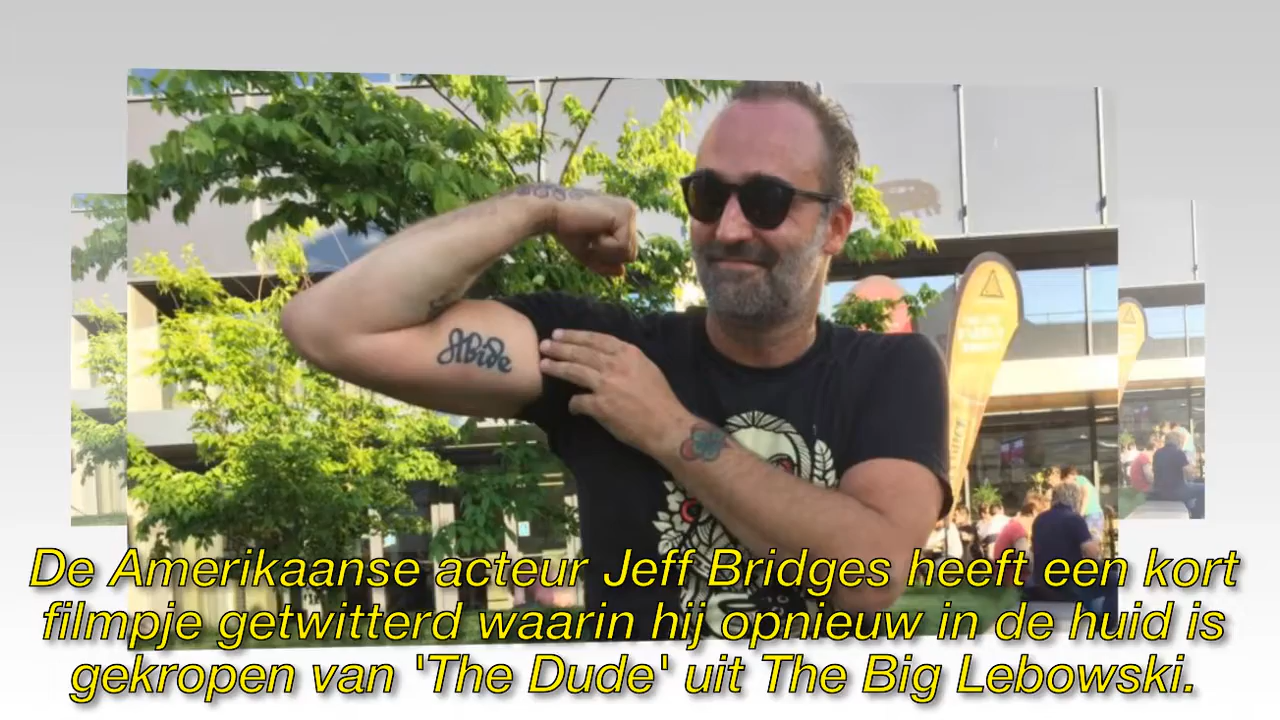 Abide
De Amerikaanse acteur Jeff Bridges heeft een kort
filmpje getwitterd waarin hij opnieuw in de huid is
gekropen van 'The Dude' uit The Big Lebowski.